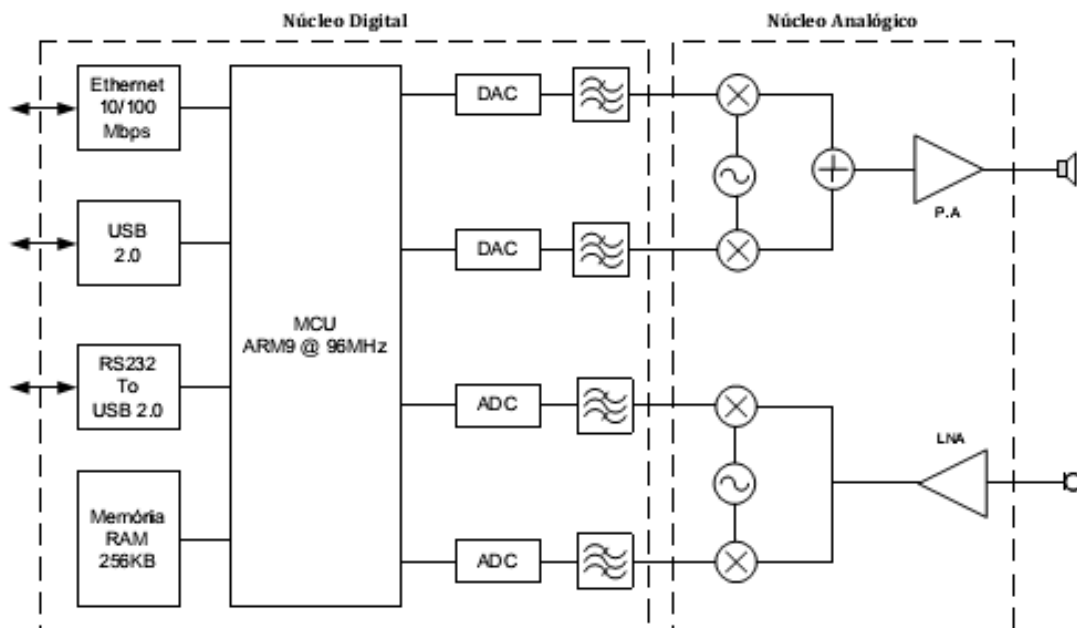 Núcleo Digital
Núcleo Analógico
Ethernet
10/100
Mbps
USB
2.0
RS232
To
USB 2.0
Memória
RAM
256KB
MCU
ARM9 @ 96MHz
DAC
DAC
ADC
ADC
P.A
LNA